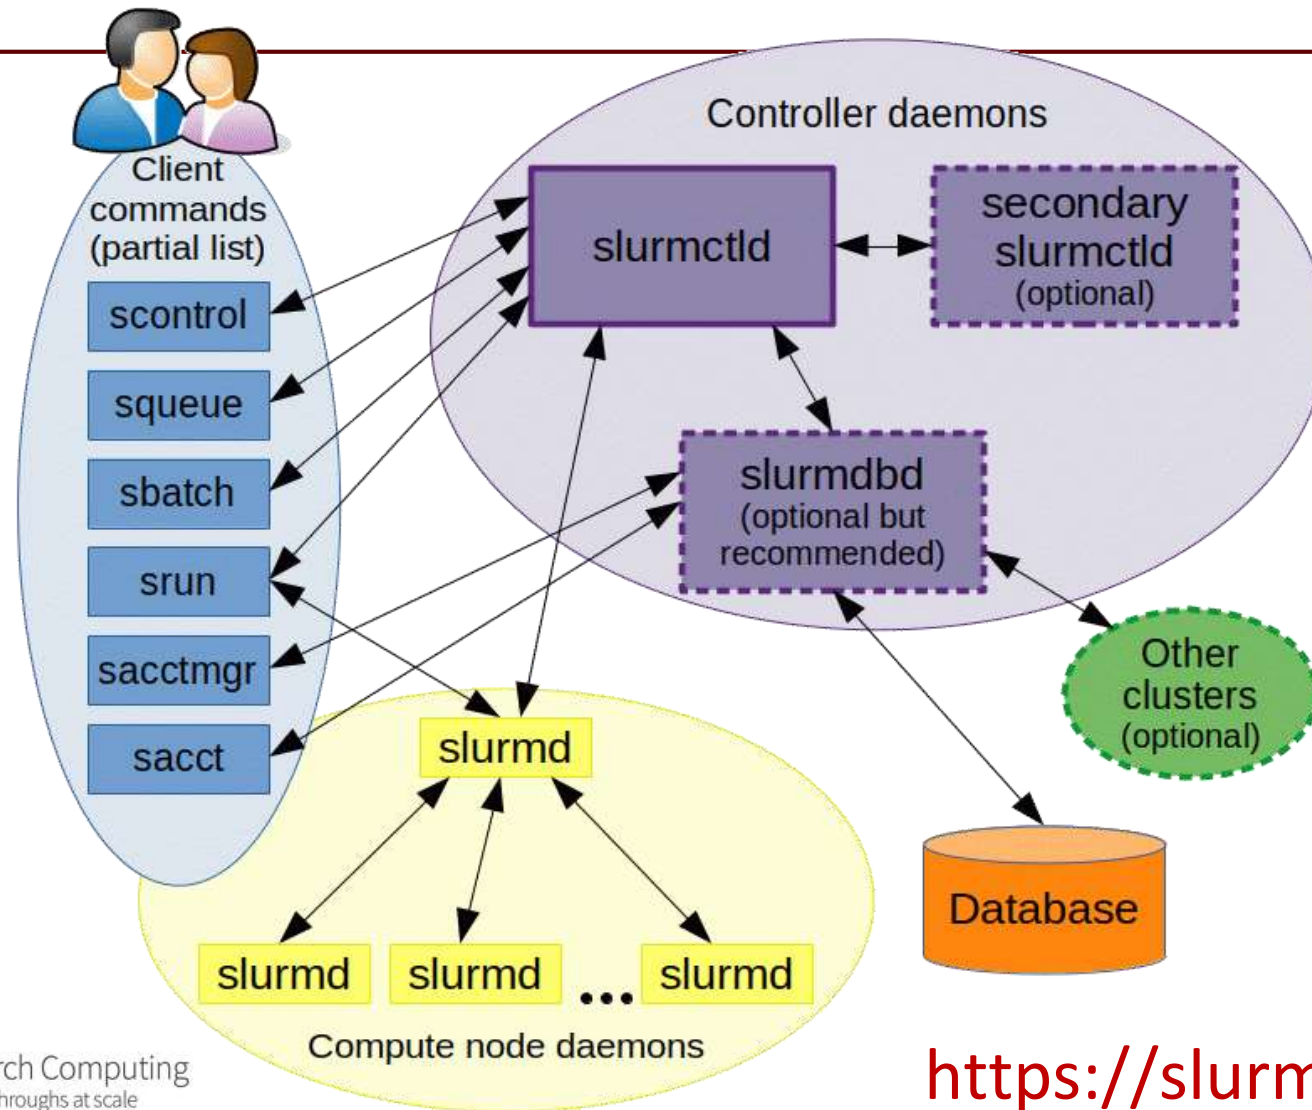 Client
commands
(partial list)
scontrol
squeue
sbatch
srun
sacctmgr
sacct
Controller daemons
slurmctld
secondary
slurmctld
(optional)
slurmdbd
(optional but
recommended)
Other
clusters
(optional)
Database
slurmd
slurmd
slurmd
...
slurmd
Compute node daemons
rch Computing
hroughs at scale
https://slurm